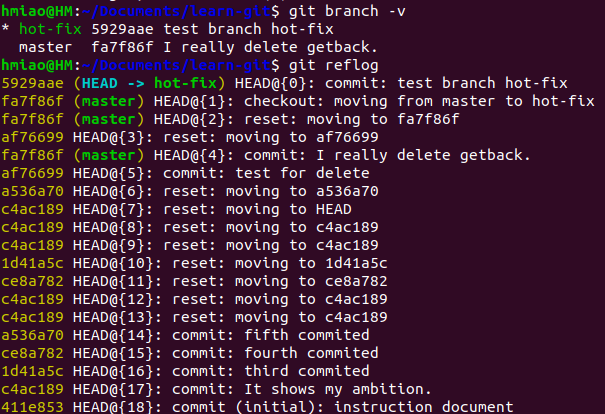 hmiao@HM:~/Documents/learn-git$ git branch -v
* hot-fix 5929aae test branch hot-fix
  master  fa7f86f I really delete getback.
hmiao@HM:~/Documents/learn-git$ git reflog
5929aae (HEAD -> hot-fix) HEAD@{0}: commit: test branch hot-fix
fa7f86f (master) HEAD@{1}: checkout: moving from master to hot-fix
fa7f86f (master) HEAD@{2}: reset: moving to fa7f86f
af76699 HEAD@{3}: reset: moving to af76699
fa7f86f (master) HEAD@{4}: commit: I really delete getback.
af76699 HEAD@{5}: commit: test for delete
a536a70 HEAD@{6}: reset: moving to a536a70
c4ac189 HEAD@{7}: reset: moving to HEAD
c4ac189 HEAD@{8}: reset: moving to c4ac189
c4ac189 HEAD@{9}: reset: moving to c4ac189
1d41a5c HEAD@{10}: reset: moving to 1d41a5c
ce8a782 HEAD@{11}: reset: moving to ce8a782
c4ac189 HEAD@{12}: reset: moving to c4ac189
c4ac189 HEAD@{13}: reset: moving to c4ac189
a536a70 HEAD@{14}: commit: fifth commited
ce8a782 HEAD@{15}: commit: fourth commited
1d41a5c HEAD@{16}: commit: third commited
c4ac189 HEAD@{17}: commit: It shows my ambition.
411e853 HEAD@{18}: commit (initial): instruction document